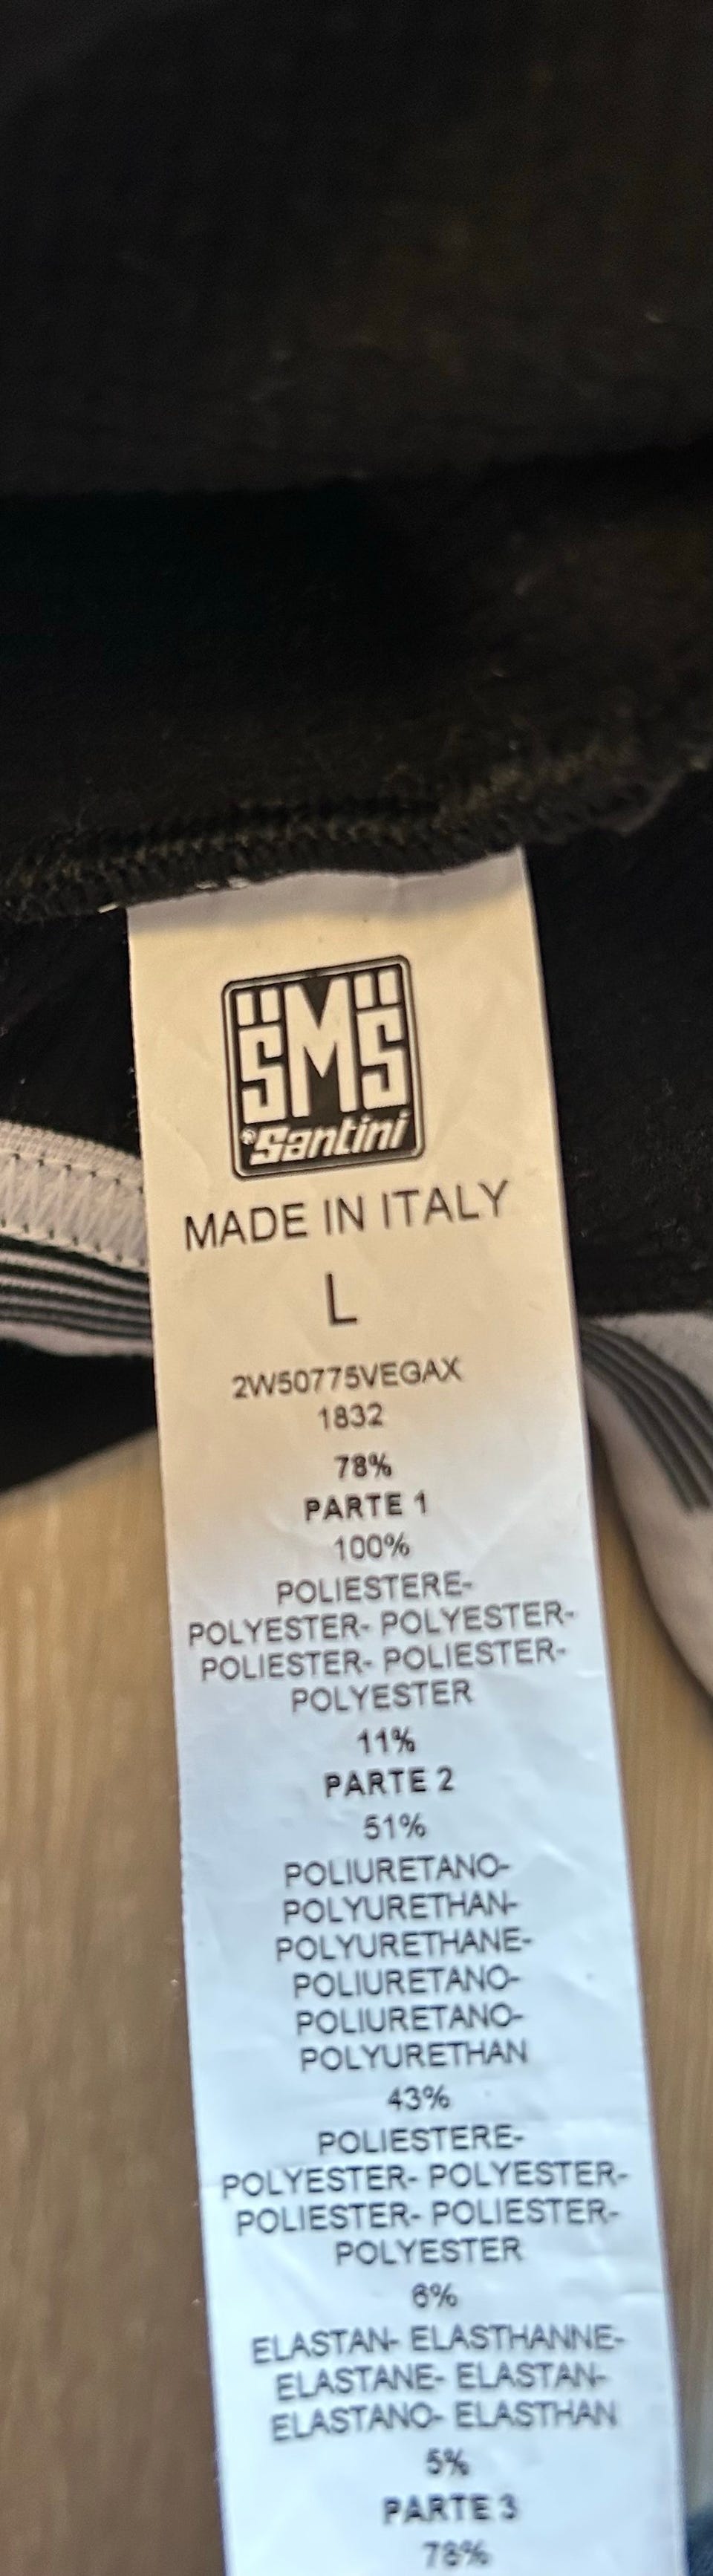 SMS
®Santini
MADE IN ITALY
L
2W50775VEGAX
1832
78%
PARTE 1
100%
POLIESTERE-
POLYESTER- POLYESTER-
POLIESTER- POLIESTER-
POLYESTER
11%
PARTE 2
51%
POLIURETANO-
POLYURETHAN-
POLYURETHANE-
POLIURETANO-
POLIURETANO-
POLYURETHAN
43%
POLIESTERE-
POLYESTER- POLYESTER-
POLIESTER- POLIESTER-
POLYESTER
6%
ELASTAN- ELASTHANNE-
ELASTANE- ELASTAN-
ELASTANO- ELASTHAN
5%
PARTE 3
78%